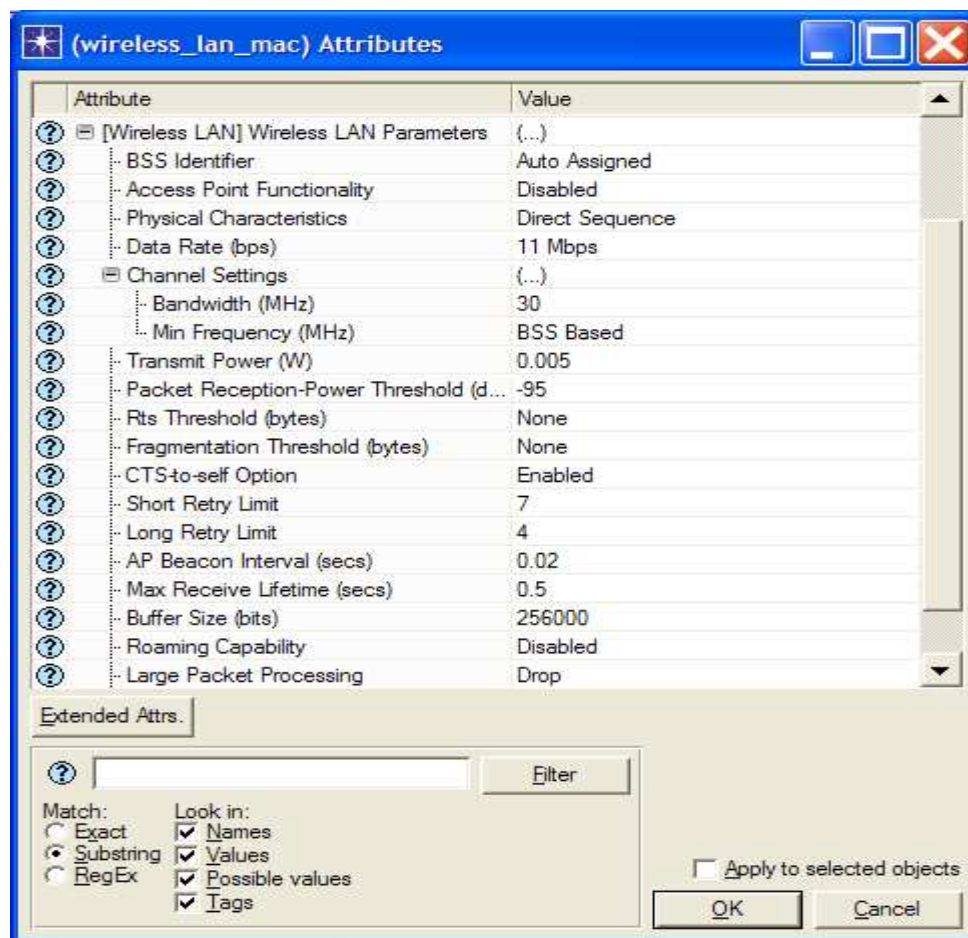 (wireless_lan_mac) Attributes
Attribute Value
[Wireless LAN] Wireless LAN Parameters (...)
BSS Identifier Auto Assigned
Access Point Functionality Disabled
Physical Characteristics Direct Sequence
Data Rate (bps) 11 Mbps
Channel Settings (...)
Bandwidth (MHz) 30
Min Frequency (MHz) BSS Based
Transmit Power (W) 0.005
Packet Reception-Power Threshold (d... -95
Rts Threshold (bytes) None
Fragmentation Threshold (bytes) None
CTS-to-self Option Enabled
Short Retry Limit 7
Long Retry Limit 4
AP Beacon Interval (secs) 0.02
Max Receive Lifetime (secs) 0.5
Buffer Size (bits) 256000
Roaming Capability Disabled
Large Packet Processing Drop
Extended Attrs.
Filter
Match: Look in:
Exact Names
Substring Values
RegEx Possible values
Tags
Apply to selected objects
OK Cancel